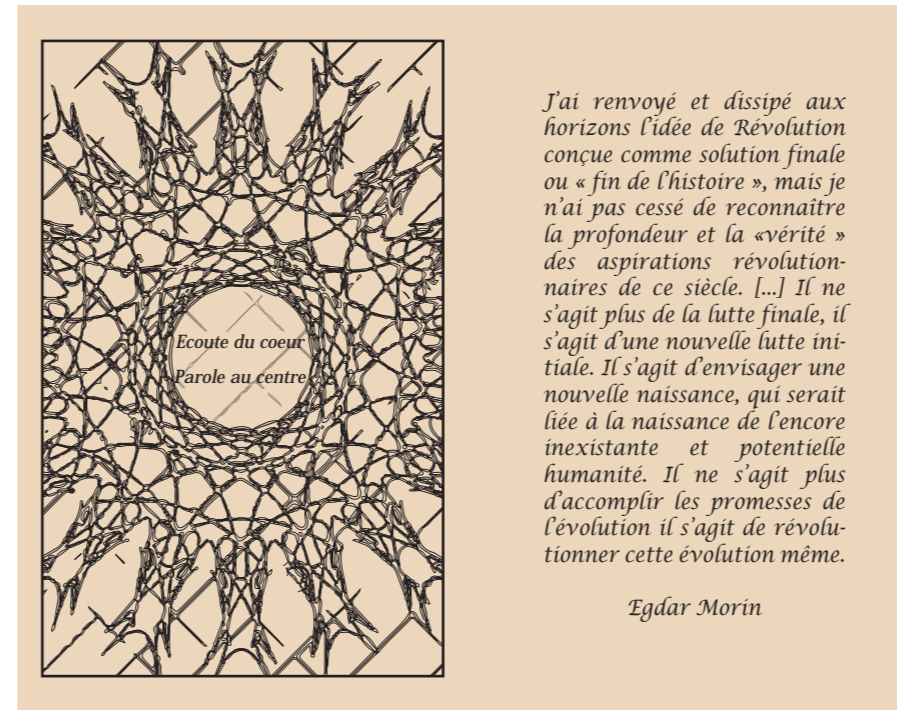 Ecoute du coeur
Parole au centre
J'ai renvoyé et dissipé aux
horizons l'idée de Révolution
conçue comme solution finale
ou « fin de l'histoire », mais je
n'ai pas cessé de reconnaître
la profondeur et la «vérité »
des aspirations révolution-
naires de ce siècle. [...] Il ne
s'agit plus de la lutte finale, il
s'agit d'une nouvelle lutte ini-
tiale. Il s'agit d'envisager une
nouvelle naissance, qui serait
liée à la naissance de l'encore
inexistante et potentielle
humanité. Il ne s'agit plus
d'accomplir les promesses de
l'évolution il s'agit de révolu-
tionner cette évolution même.
Egdar Morin